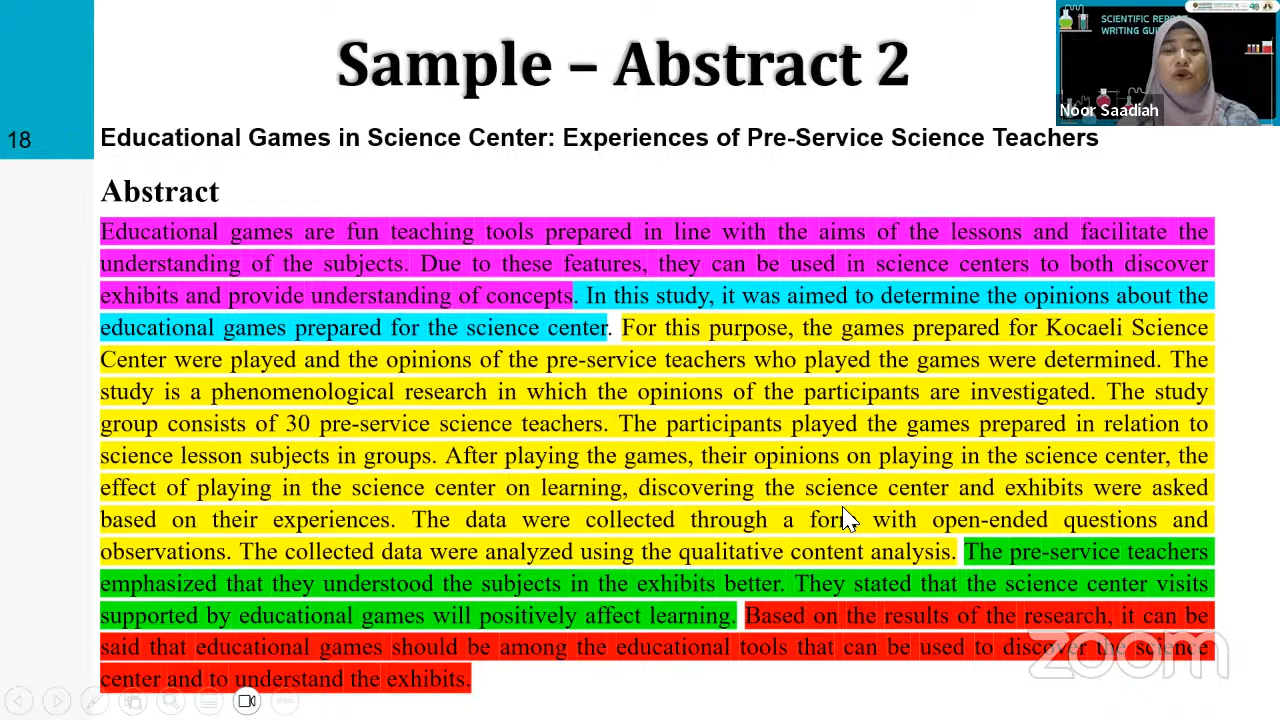 Sample – Abstract 2
SCIENTIFIC REPORT
WRITING
Noor Saadiah
18
Educational Games in Science Center: Experiences of Pre-Service Science Teachers
Abstract
Educational games are fun teaching tools prepared in line with the aims of the lessons and facilitate the
understanding of the subjects. Due to these features, they can be used in science centers to both discover
exhibits and provide understanding of concepts. In this study, it was aimed to determine the opinions about the
educational games prepared for the science center. For this purpose, the games prepared for Kocaeli Science
Center were played and the opinions of the pre-service teachers who played the games were determined. The
study is a phenomenological research in which the opinions of the participants are investigated. The study
group consists of 30 pre-service science teachers. The participants played the games prepared in relation to
science lesson subjects in groups. After playing the games, their opinions on playing in the science center, the
effect of playing in the science center on learning, discovering the science center and exhibits were asked
based on their experiences. The data were collected through a form with open-ended questions and
observations. The collected data were analyzed using the qualitative content analysis. The pre-service teachers
emphasized that they understood the subjects in the exhibits better. They stated that the science center visits
supported by educational games will positively affect learning. Based on the results of the research, it can be
said that educational games should be among the educational tools that can be used to discover the science
center and to understand the exhibits.
zoom